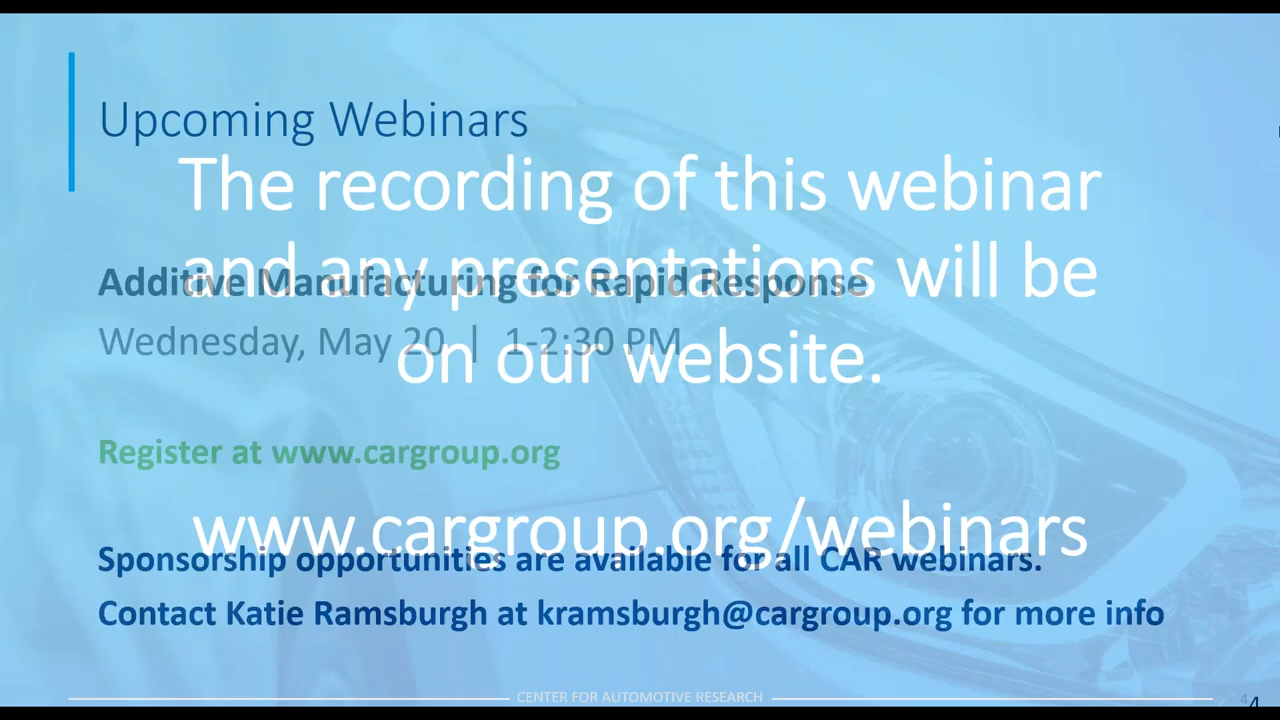 Upcoming Webinars
The recording of this webinar
and any presentations will be
on our website.
Additive Manufacturing for Rapid Response
Wednesday, May 20 | 1-2:30 PM
Register at www.cargroup.org
www.cargroup.org/webinars
Sponsorship opportunities are available for all CAR webinars.
Contact Katie Ramsburgh at kramsburgh@cargroup.org for more info
CENTER FOR AUTOMOTIVE RESEARCH
4
4